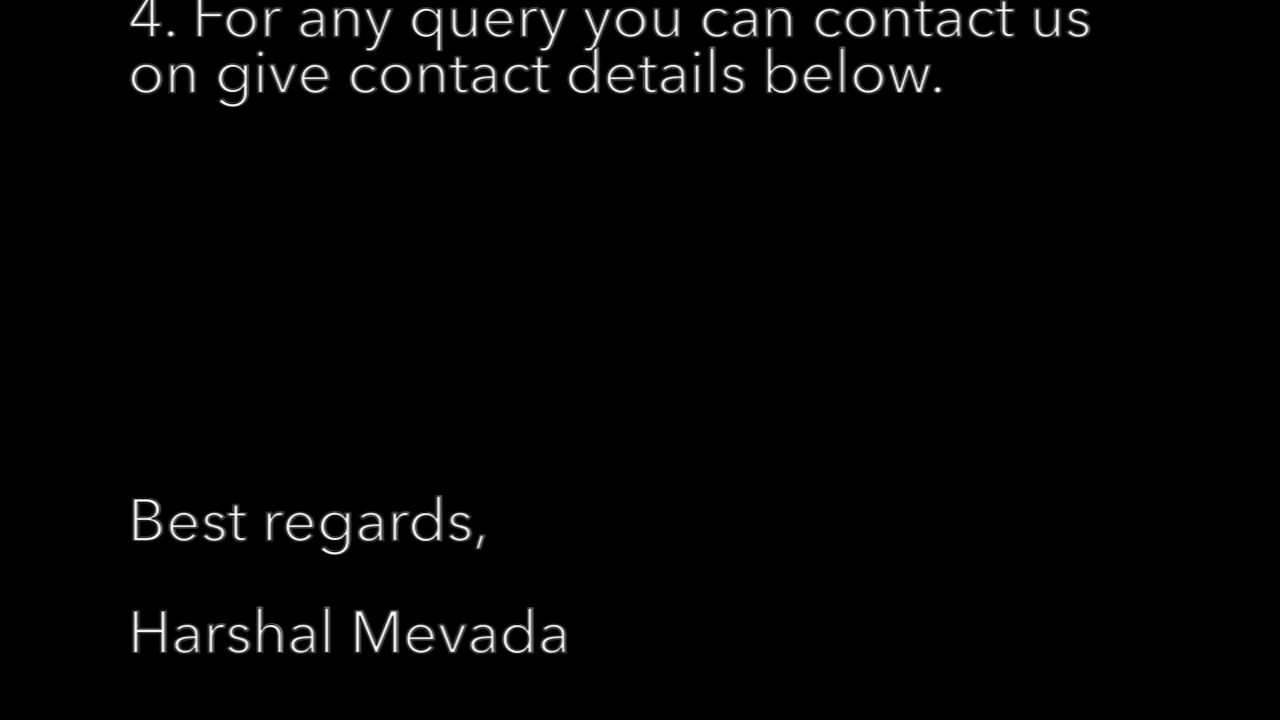 4. For any query you can contact us
on give contact details below.
Best regards,
Harshal Mevada